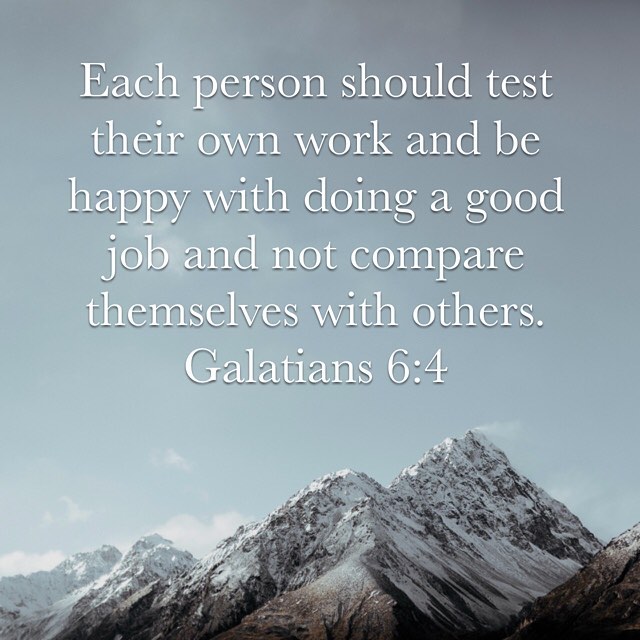 Each person should test
their own work and be
happy with doing a good
job and not compare
themselves with others.
Galatians 6:4